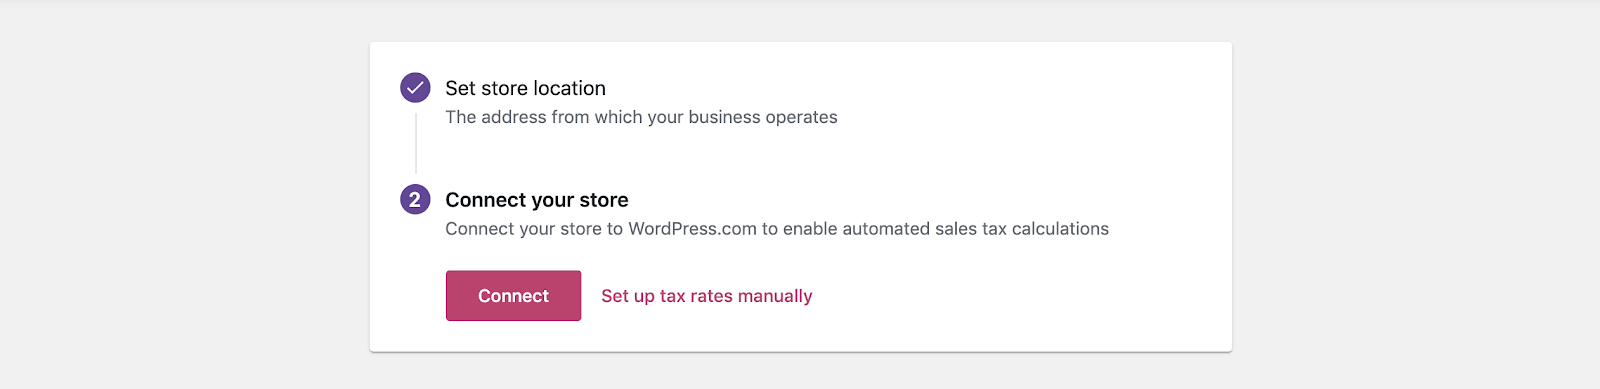 Set store location
The address from which your business operates
2 Connect your store
Connect your store to WordPress.com to enable automated sales tax calculations
Connect Set up tax rates manually